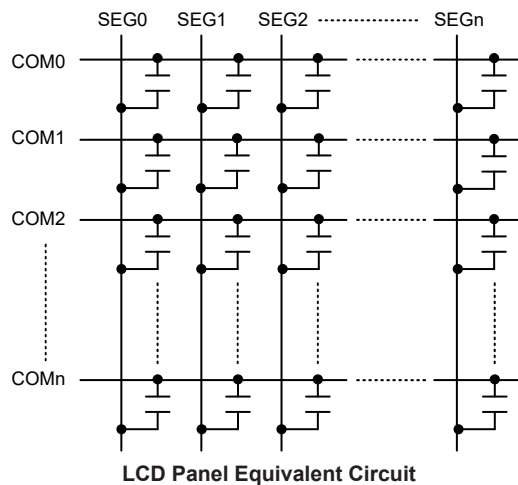 SEG0 SEG1 SEG2 SEGn
COM0
COM1
COM2
COMn
LCD Panel Equivalent Circuit